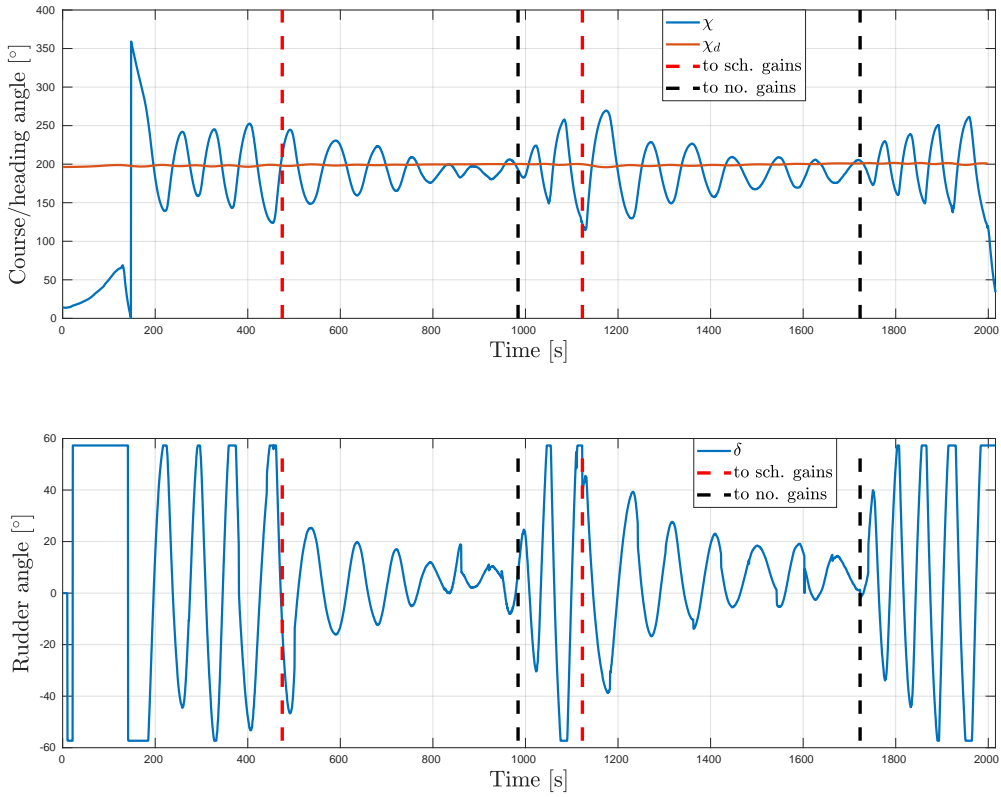 400
350
300
250
200
150
100
50
0
Course/heading angle [°]
χ
χd
to sch. gains
to no. gains
0 200 400 600 800 1000 1200 1400 1600 1800 2000
Time [s]
60
40
20
0
-20
-40
-60
Rudder angle [°]
δ
to sch. gains
to no. gains
0 200 400 600 800 1000 1200 1400 1600 1800 2000
Time [s]